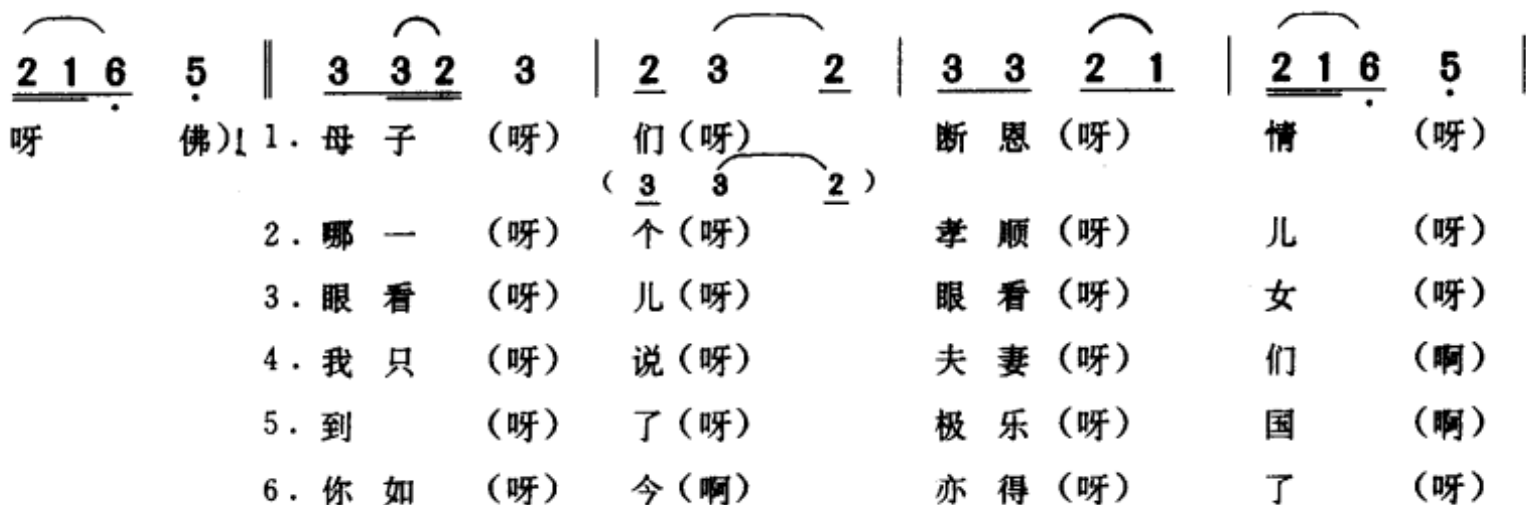 2 1 6 5 ‖ 3 3 2 3 | 2 3 2 | 3 3 2 1 | 2 1 6 5 |
呀 佛)! 1. 母 子 (呀) 们 (呀) 断 恩 (呀) 情 (呀)
( 3 3 2 )
2. 哪 一 (呀) 个 (呀) 孝 顺 (呀) 儿 (呀)
3. 眼 看 (呀) 儿 (呀) 眼 看 (呀) 女 (呀)
4. 我 只 (呀) 说 (呀) 夫 妻 (呀) 们 (啊)
5. 到 (呀) 了 (呀) 极 乐 (呀) 国 (啊)
6. 你 如 (呀) 今 (啊) 亦 得 (呀) 了 (呀)